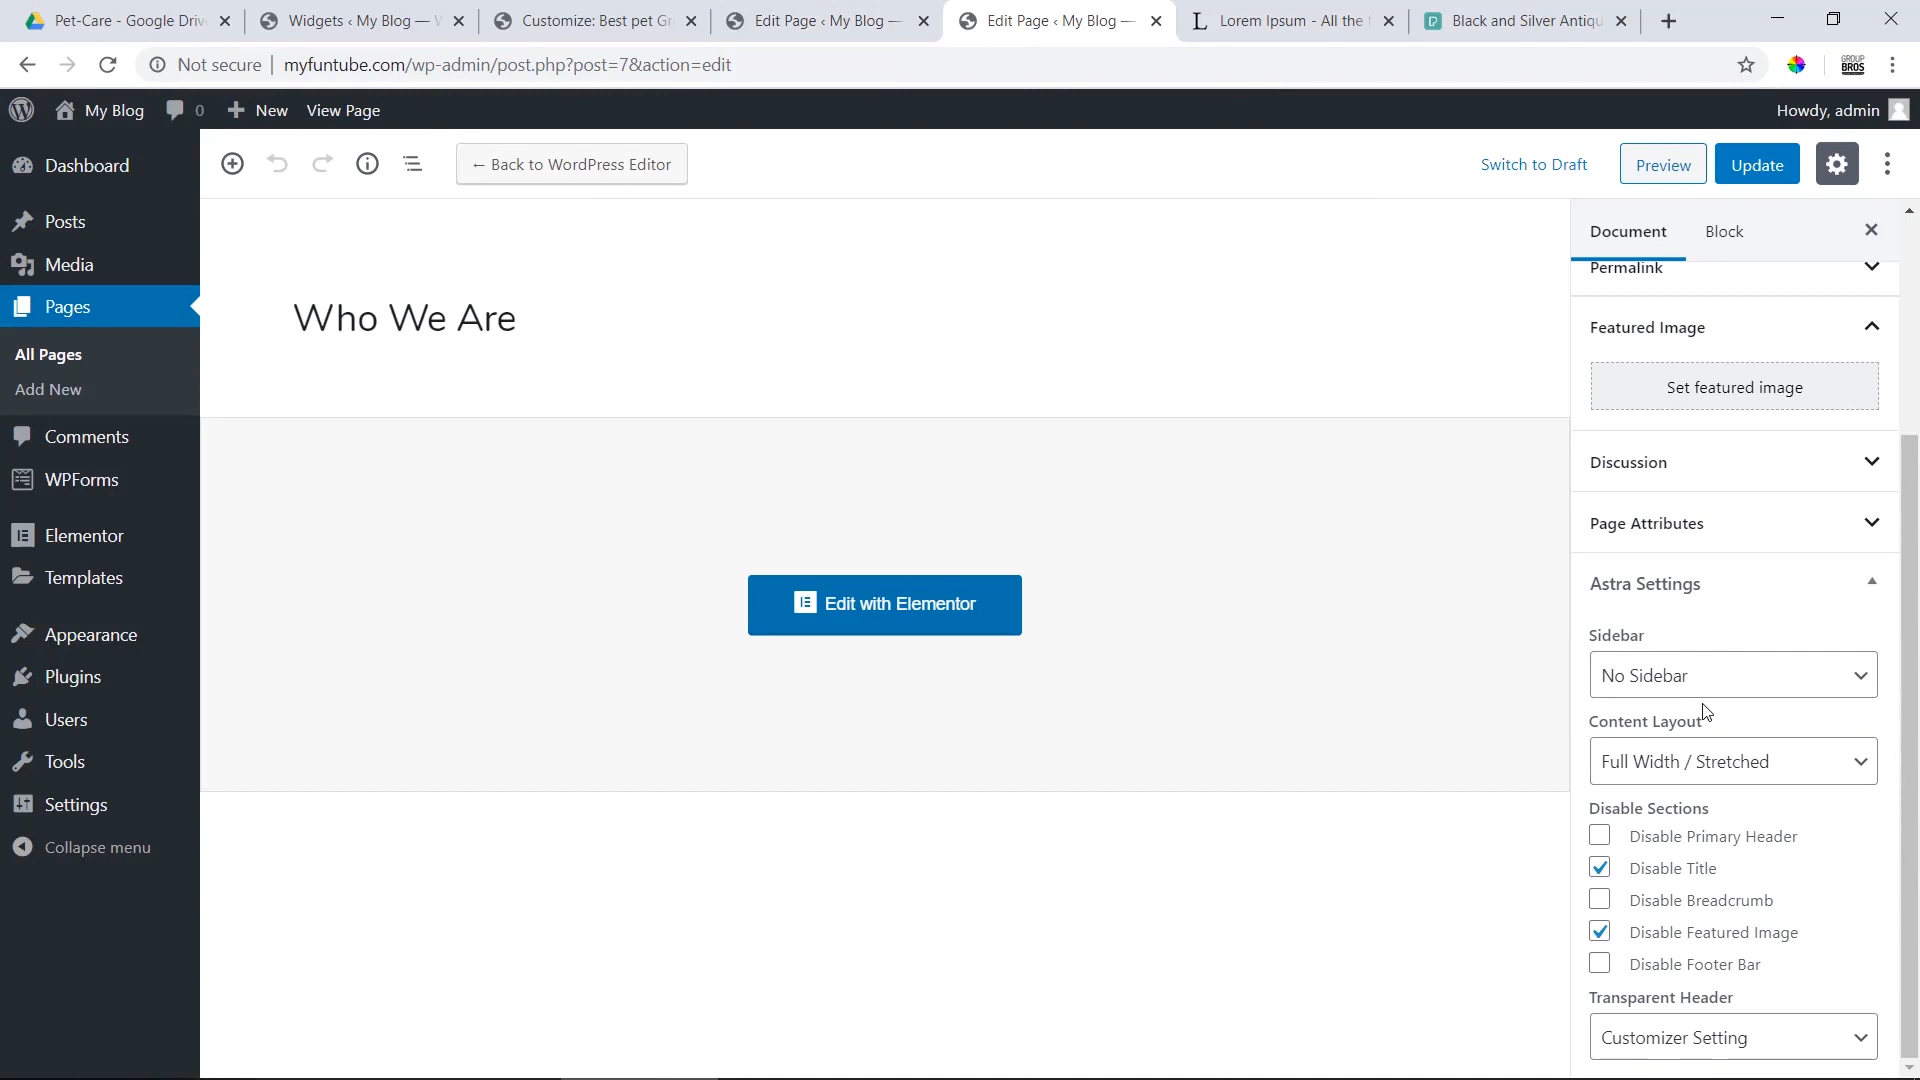 Pet-Care - Google Driv
Widgets ‹ My Blog — W
Customize: Best pet Gr
Edit Page ‹ My Blog —
Edit Page ‹ My Blog —
Lorem Ipsum - All the f
Black and Silver Antiqu
Not secure
myfuntube.com/wp-admin/post.php?post=7&action=edit
GROUP
BROS
My Blog
0
New
View Page
Howdy, admin
Dashboard
Posts
Media
Pages
All Pages
Add New
Comments
WPForms
Elementor
Templates
Appearance
Plugins
Users
Tools
Settings
Collapse menu
← Back to WordPress Editor
Switch to Draft
Preview
Update
Who We Are
Edit with Elementor
Document
Block
Permalink
Featured Image
Set featured image
Discussion
Page Attributes
Astra Settings
Sidebar
No Sidebar
Content Layout
Full Width / Stretched
Disable Sections
Disable Primary Header
Disable Title
Disable Breadcrumb
Disable Featured Image
Disable Footer Bar
Transparent Header
Customizer Setting